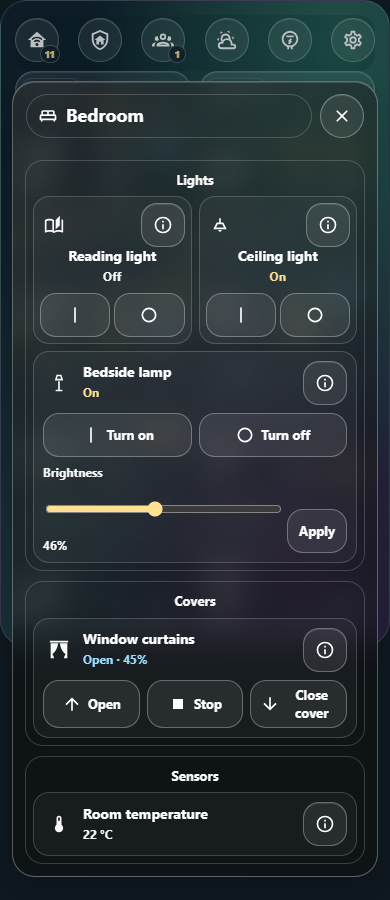 11
1
Bedroom
Lights
Reading light
Off
Ceiling light
On
Bedside lamp
On
Turn on
Turn off
Brightness
Apply
46%
Covers
Window curtains
Open · 45%
Open
Stop
Close
cover
Sensors
Room temperature
22 °C